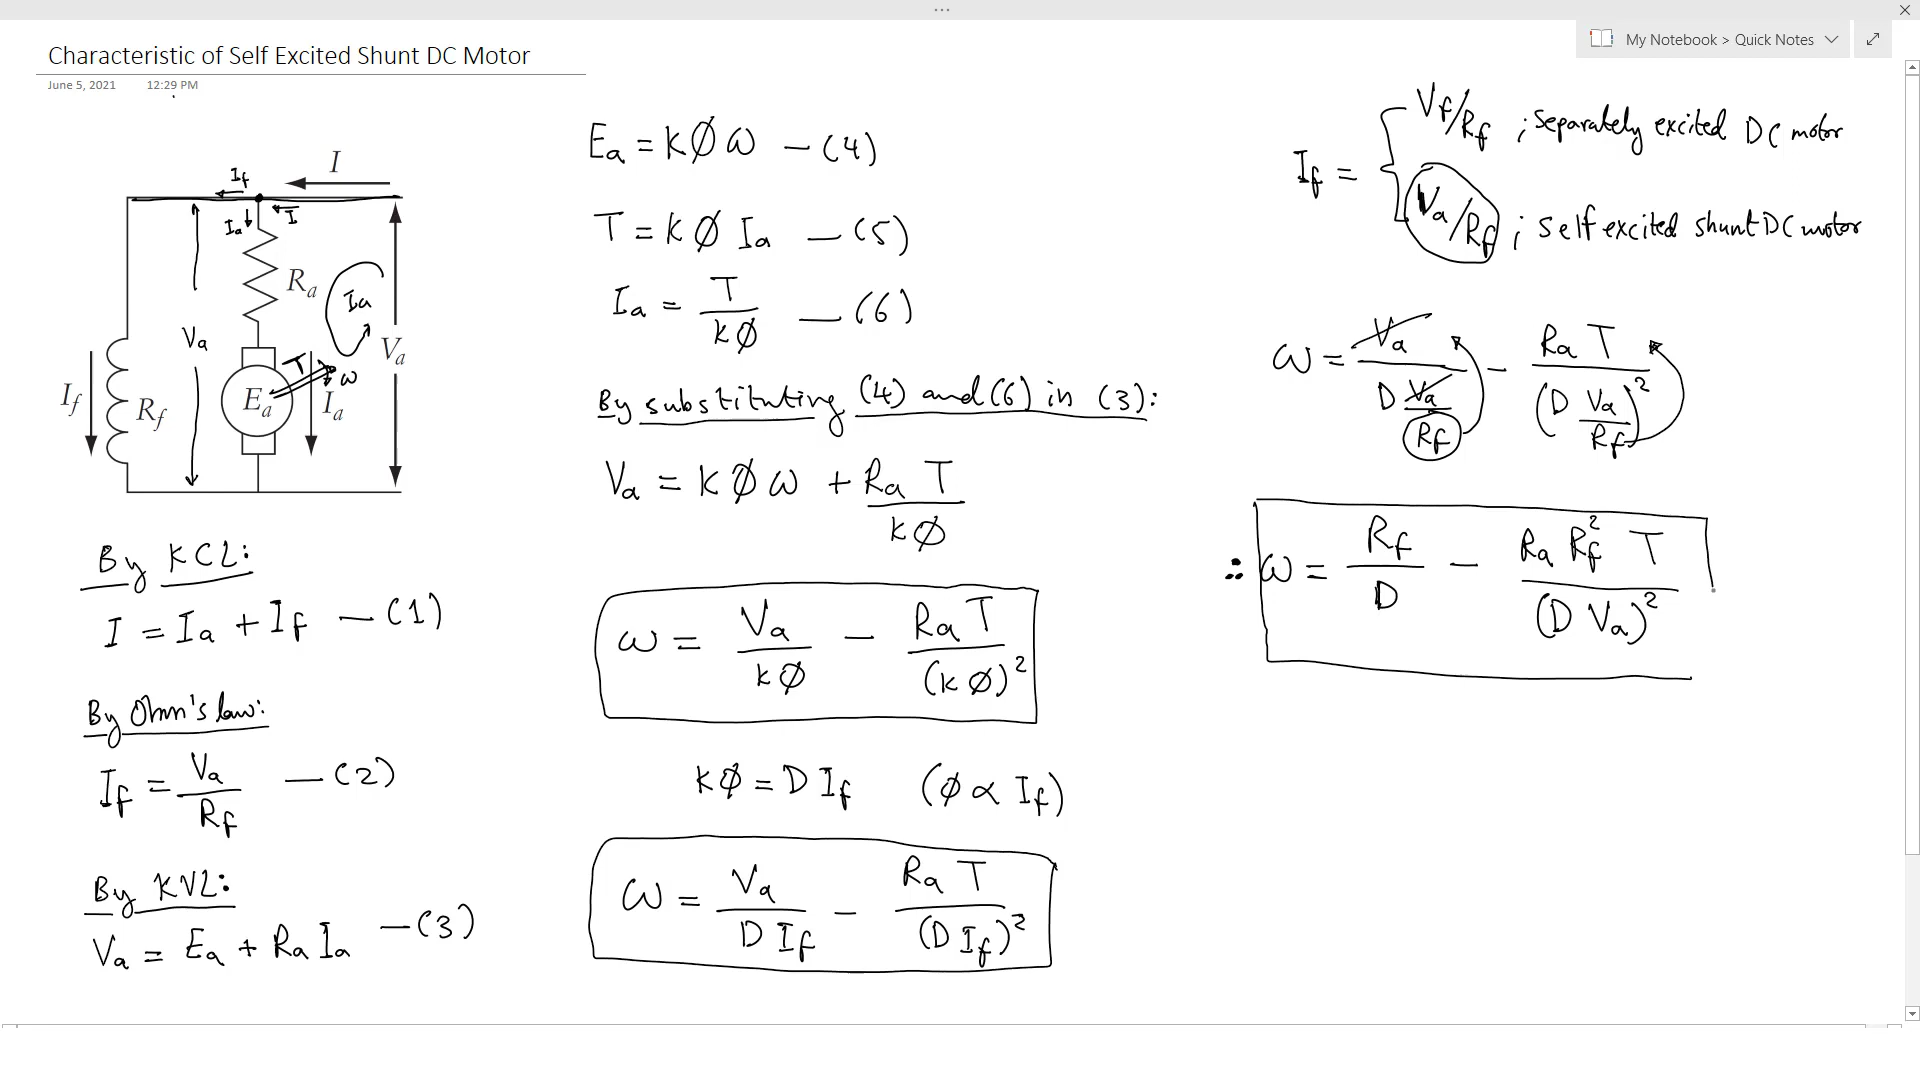 My Notebook > Quick Notes
Characteristic of Self Excited Shunt DC Motor
June 5, 2021 12:29 PM
I
If
Ia
I
Ra
Ia
Va
Va
T
ω
If
Rf
Ea
Ia
By KCL:
I = Ia + If — (1)
By Ohm's law:
If = Va/Rf — (2)
By KVL:
Va = Ea + Ra Ia — (3)
Ea = KØω — (4)
T = KØ Ia — (5)
Ia = T/KØ — (6)
By substituting (4) and (6) in (3):
Va = KØω + Ra T/KØ
ω = Va/KØ — Ra T/(KØ)²
KØ = D If (Ø ∝ If)
ω = Va/D If — Ra T/(D If)²
If = { Vf/Rf ; Separately excited DC motor
Va/Rf ; Self excited shunt DC motor
ω = Va/(D Va/Rf) — Ra T/(D Va/Rf)²
∴ ω = Rf/D — Ra Rf² T/(D Va)²